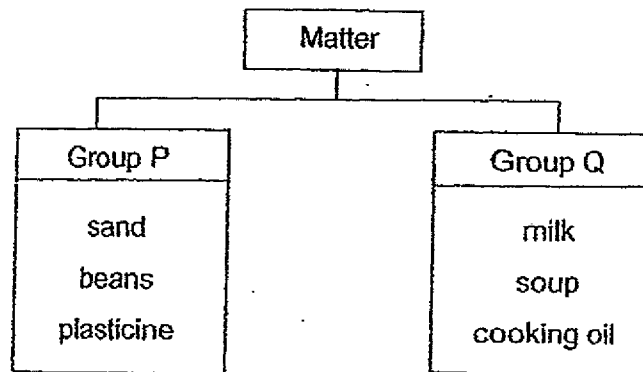 Matter
Group P
sand
beans
plasticine
Group Q
milk
soup
cooking oil